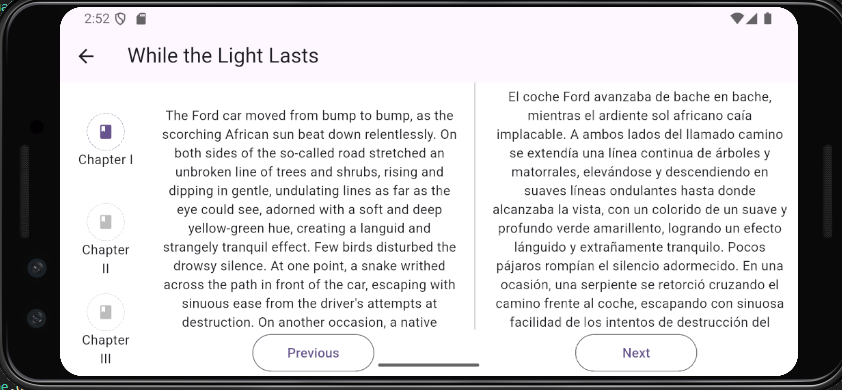 2:52
While the Light Lasts
Chapter I
Chapter
II
Chapter
III
The Ford car moved from bump to bump, as the
scorching African sun beat down relentlessly. On
both sides of the so-called road stretched an
unbroken line of trees and shrubs, rising and
dipping in gentle, undulating lines as far as the
eye could see, adorned with a soft and deep
yellow-green hue, creating a languid and
strangely tranquil effect. Few birds disturbed the
drowsy silence. At one point, a snake writhed
across the path in front of the car, escaping with
sinuous ease from the driver's attempts at
destruction. On another occasion, a native
El coche Ford avanzaba de bache en bache,
mientras el ardiente sol africano caía
implacable. A ambos lados del llamado camino
se extendía una línea continua de árboles y
matorrales, elevándose y descendiendo en
suaves líneas ondulantes hasta donde
alcanzaba la vista, con un colorido de un suave y
profundo verde amarillento, logrando un efecto
lánguido y extrañamente tranquilo. Pocos
pájaros rompían el silencio adormecido. En una
ocasión, una serpiente se retorció cruzando el
camino frente al coche, escapando con sinuosa
facilidad de los intentos de destrucción del
Previous
Next